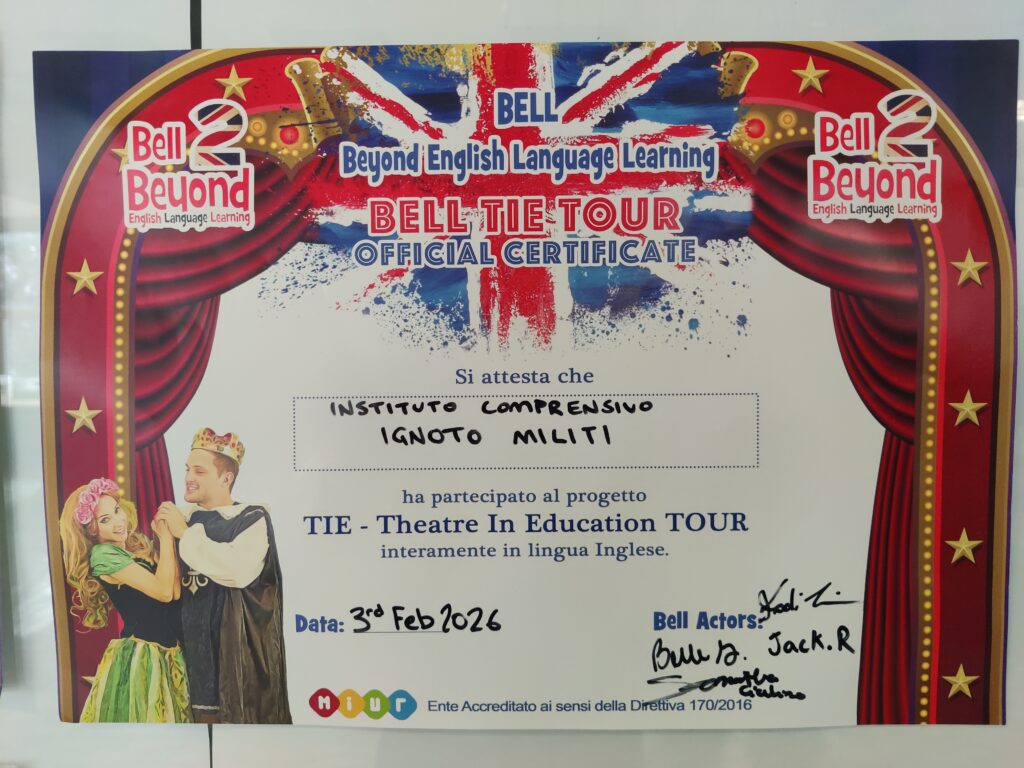 Bell 2
Beyond
English Language Learning
BELL
Beyond English Language Learning
BELL TIE TOUR
OFFICIAL CERTIFICATE
Bell 2
Beyond
English Language Learning
Si attesta che
INSTITUTO COMPRENSIVO
IGNOTO MILITI
ha partecipato al progetto
TIE - Theatre In Education TOUR
interamente in lingua Inglese.
Data: 3rd Feb 2026
Bell Actors:
Jack.R
MIUR
Ente Accreditato ai sensi della Direttiva 170/2016